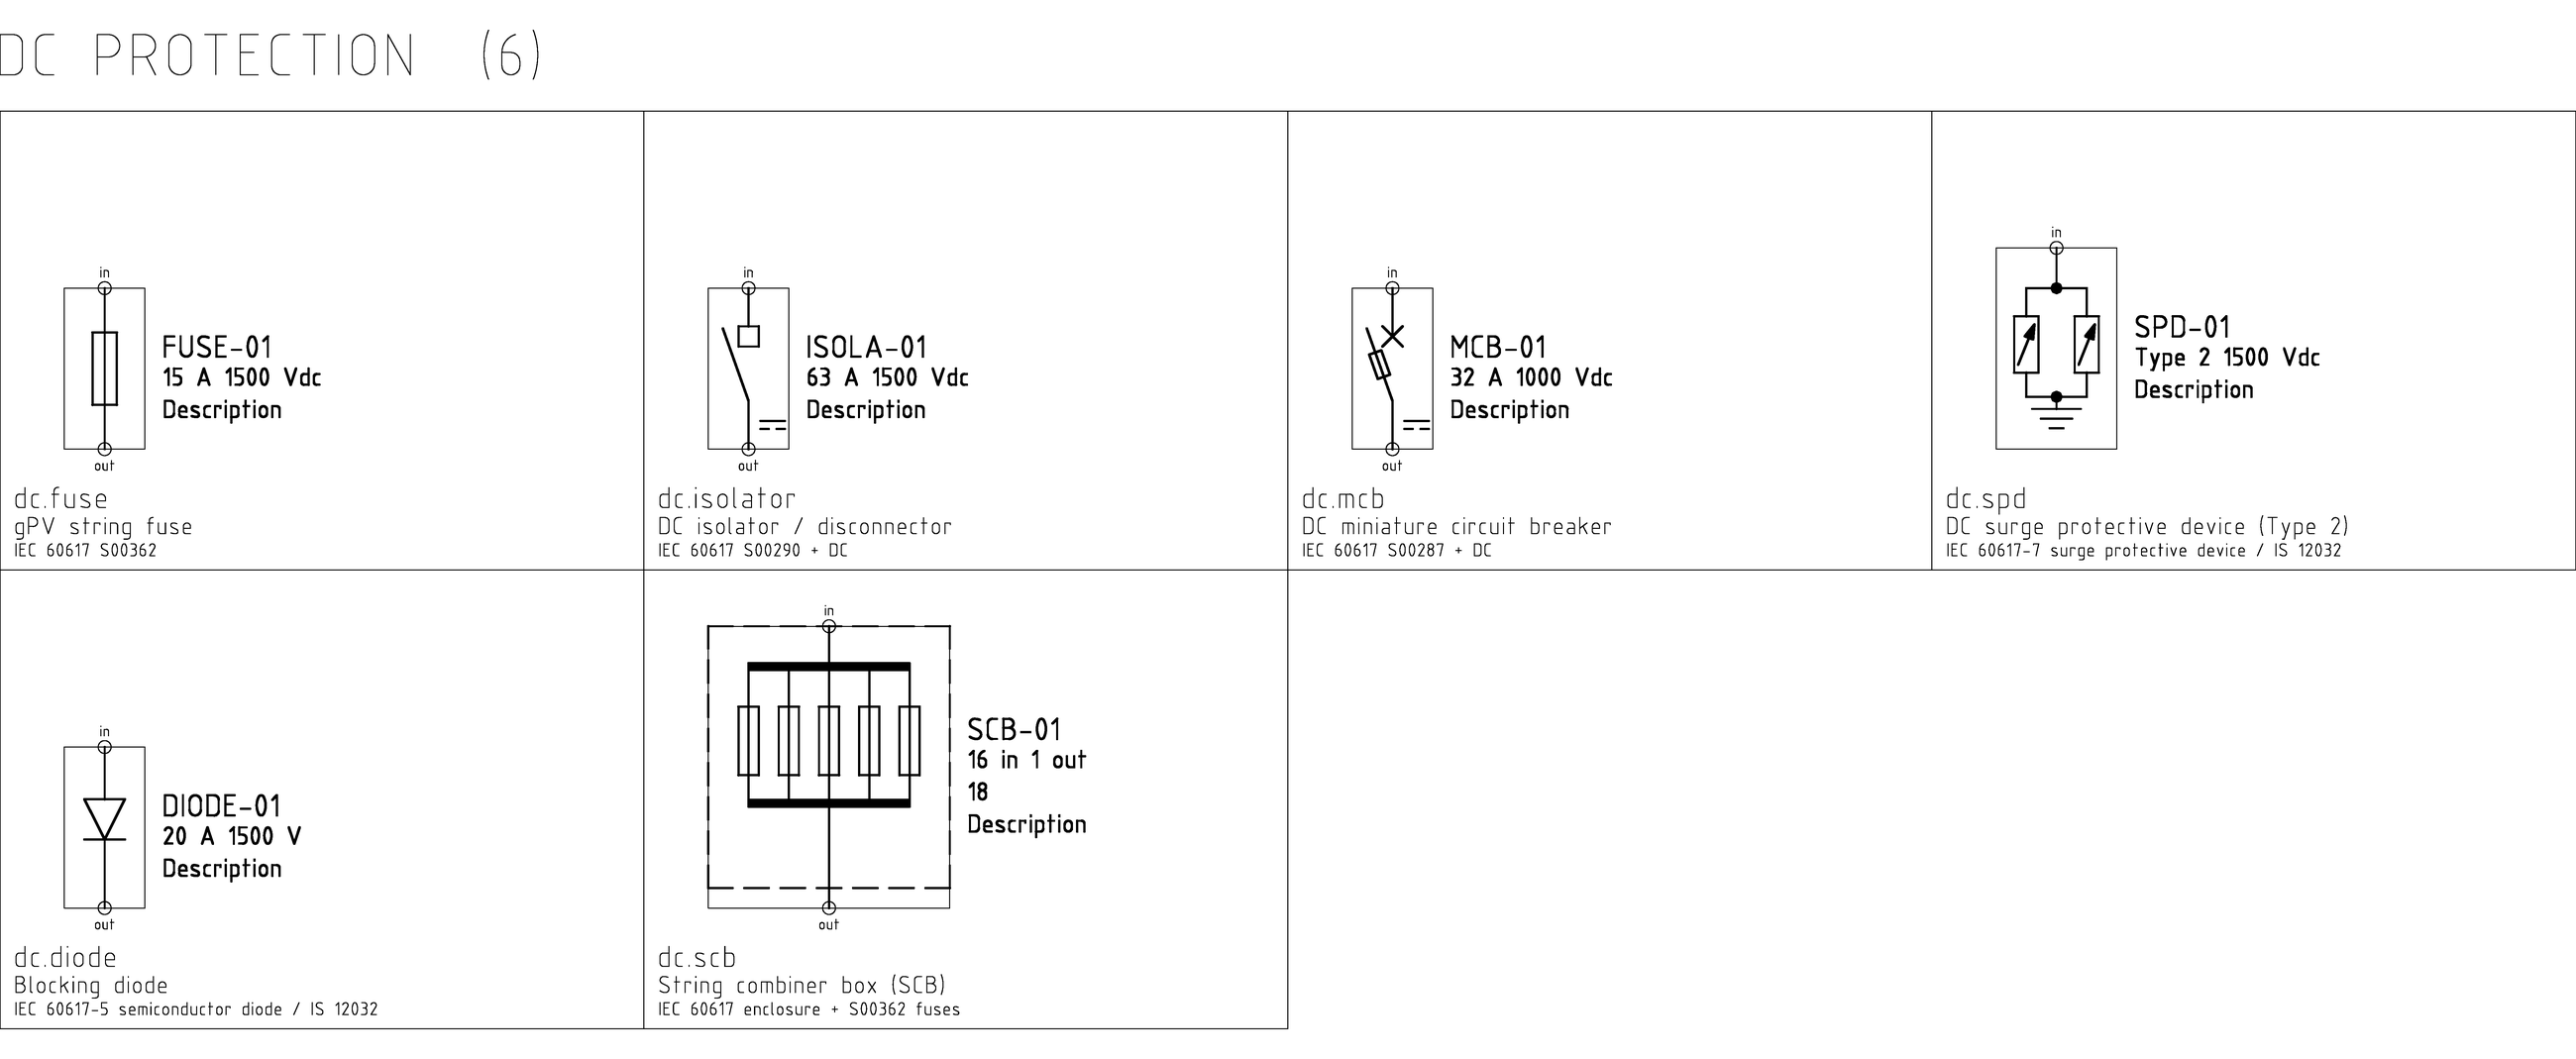 DC PROTECTION (6)
in
FUSE-01
15 A 1500 Vdc
Description
out
dc.fuse
gPV string fuse
IEC 60617 S00362
in
ISOLA-01
63 A 1500 Vdc
Description
out
dc.isolator
DC isolator / disconnector
IEC 60617 S00290 + DC
in
MCB-01
32 A 1000 Vdc
Description
out
dc.mcb
DC miniature circuit breaker
IEC 60617 S00287 + DC
in
SPD-01
Type 2 1500 Vdc
Description
dc.spd
DC surge protective device (Type 2)
IEC 60617-7 surge protective device / IS 12032
in
DIODE-01
20 A 1500 V
Description
out
dc.diode
Blocking diode
IEC 60617-5 semiconductor diode / IS 12032
in
SCB-01
16 in 1 out
18
Description
out
dc.scb
String combiner box (SCB)
IEC 60617 enclosure + S00362 fuses